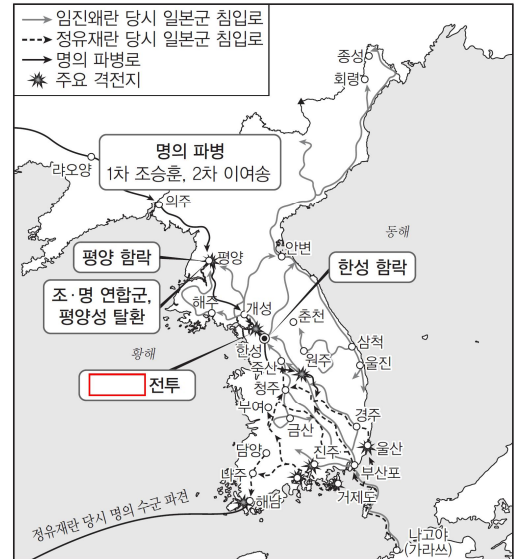 임진왜란 당시 일본군 침입로
정유재란 당시 일본군 침입로
명의 파병로
주요 격전지
종성
회령
명의 파병
1차 조승훈, 2차 이여송
랴오양
의주
동해
평양 함락
평양
안변
한성 함락
조·명 연합군,
평양성 탈환
해주
개성
춘천
황해
한성
삼척
죽산
원주
울진
전투
청주
부여
경주
금산
담양
진주
울산
나주
부산포
해남
거제도
정유재란 당시 명의 수군 파견
나고야
(가라쓰)